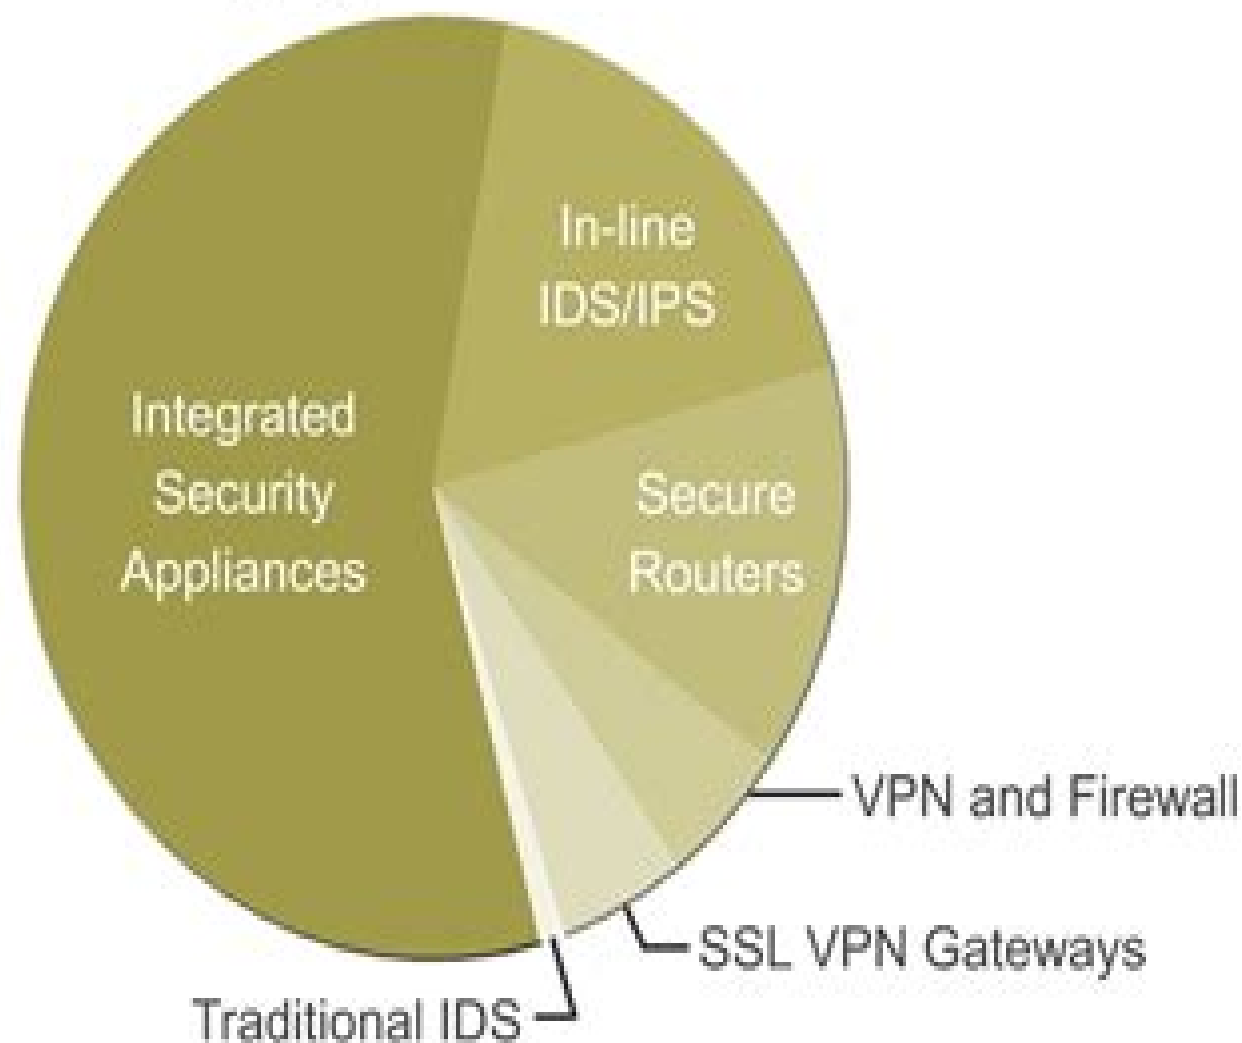 In-line
IDS/IPS
Integrated
Security
Appliances
Secure
Routers
VPN and Firewall
SSL VPN Gateways
Traditional IDS